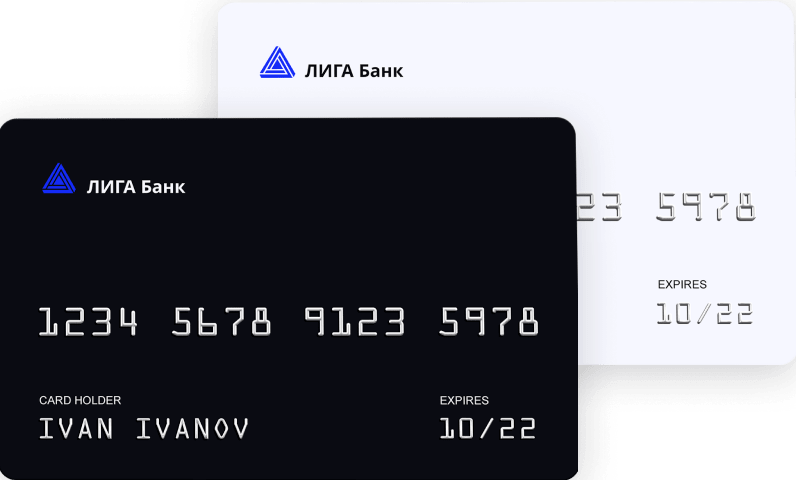 ЛИГА Банк
23 5978
EXPIRES
10/22
ЛИГА Банк
1234 5678 9123 5978
CARD HOLDER
EXPIRES
IVAN IVANOV
10/22